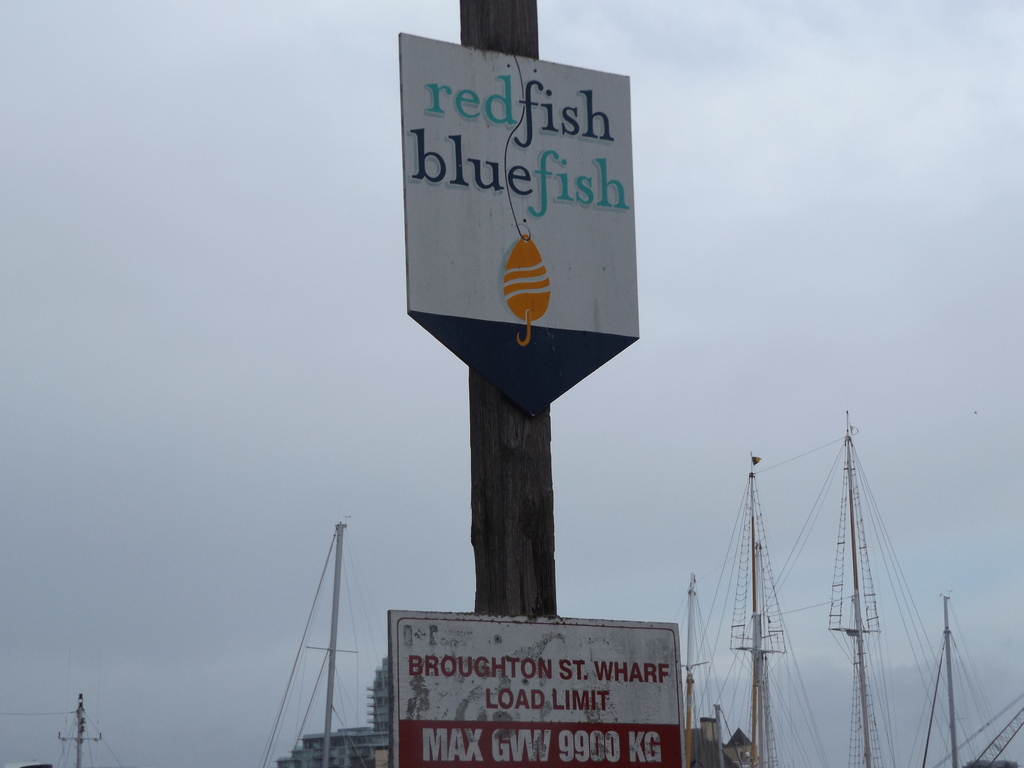 redfish
bluefish
BROUGHTON ST. WHARF
LOAD LIMIT
MAX GVW 9900 KG